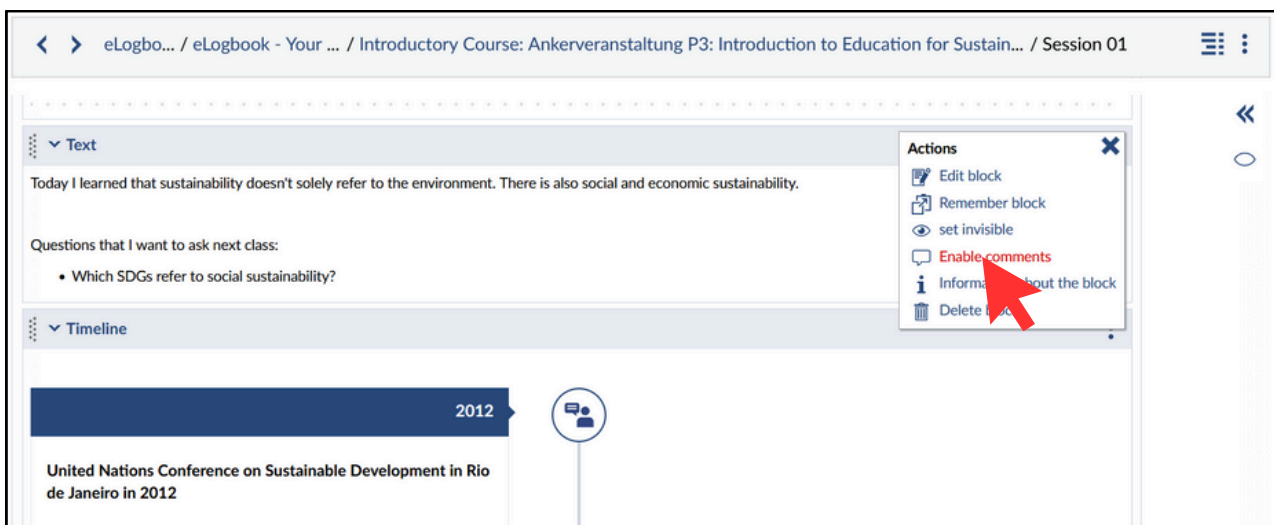 eLogbo... / eLogbook - Your ... / Introductory Course: Ankerveranstaltung P3: Introduction to Education for Sustain... / Session 01
Text
Today I learned that sustainability doesn't solely refer to the environment. There is also social and economic sustainability.
Questions that I want to ask next class:
• Which SDGs refer to social sustainability?
Actions
Edit block
Remember block
set invisible
Enable comments
the block
Delete
Timeline
2012
United Nations Conference on Sustainable Development in Rio
de Janeiro in 2012